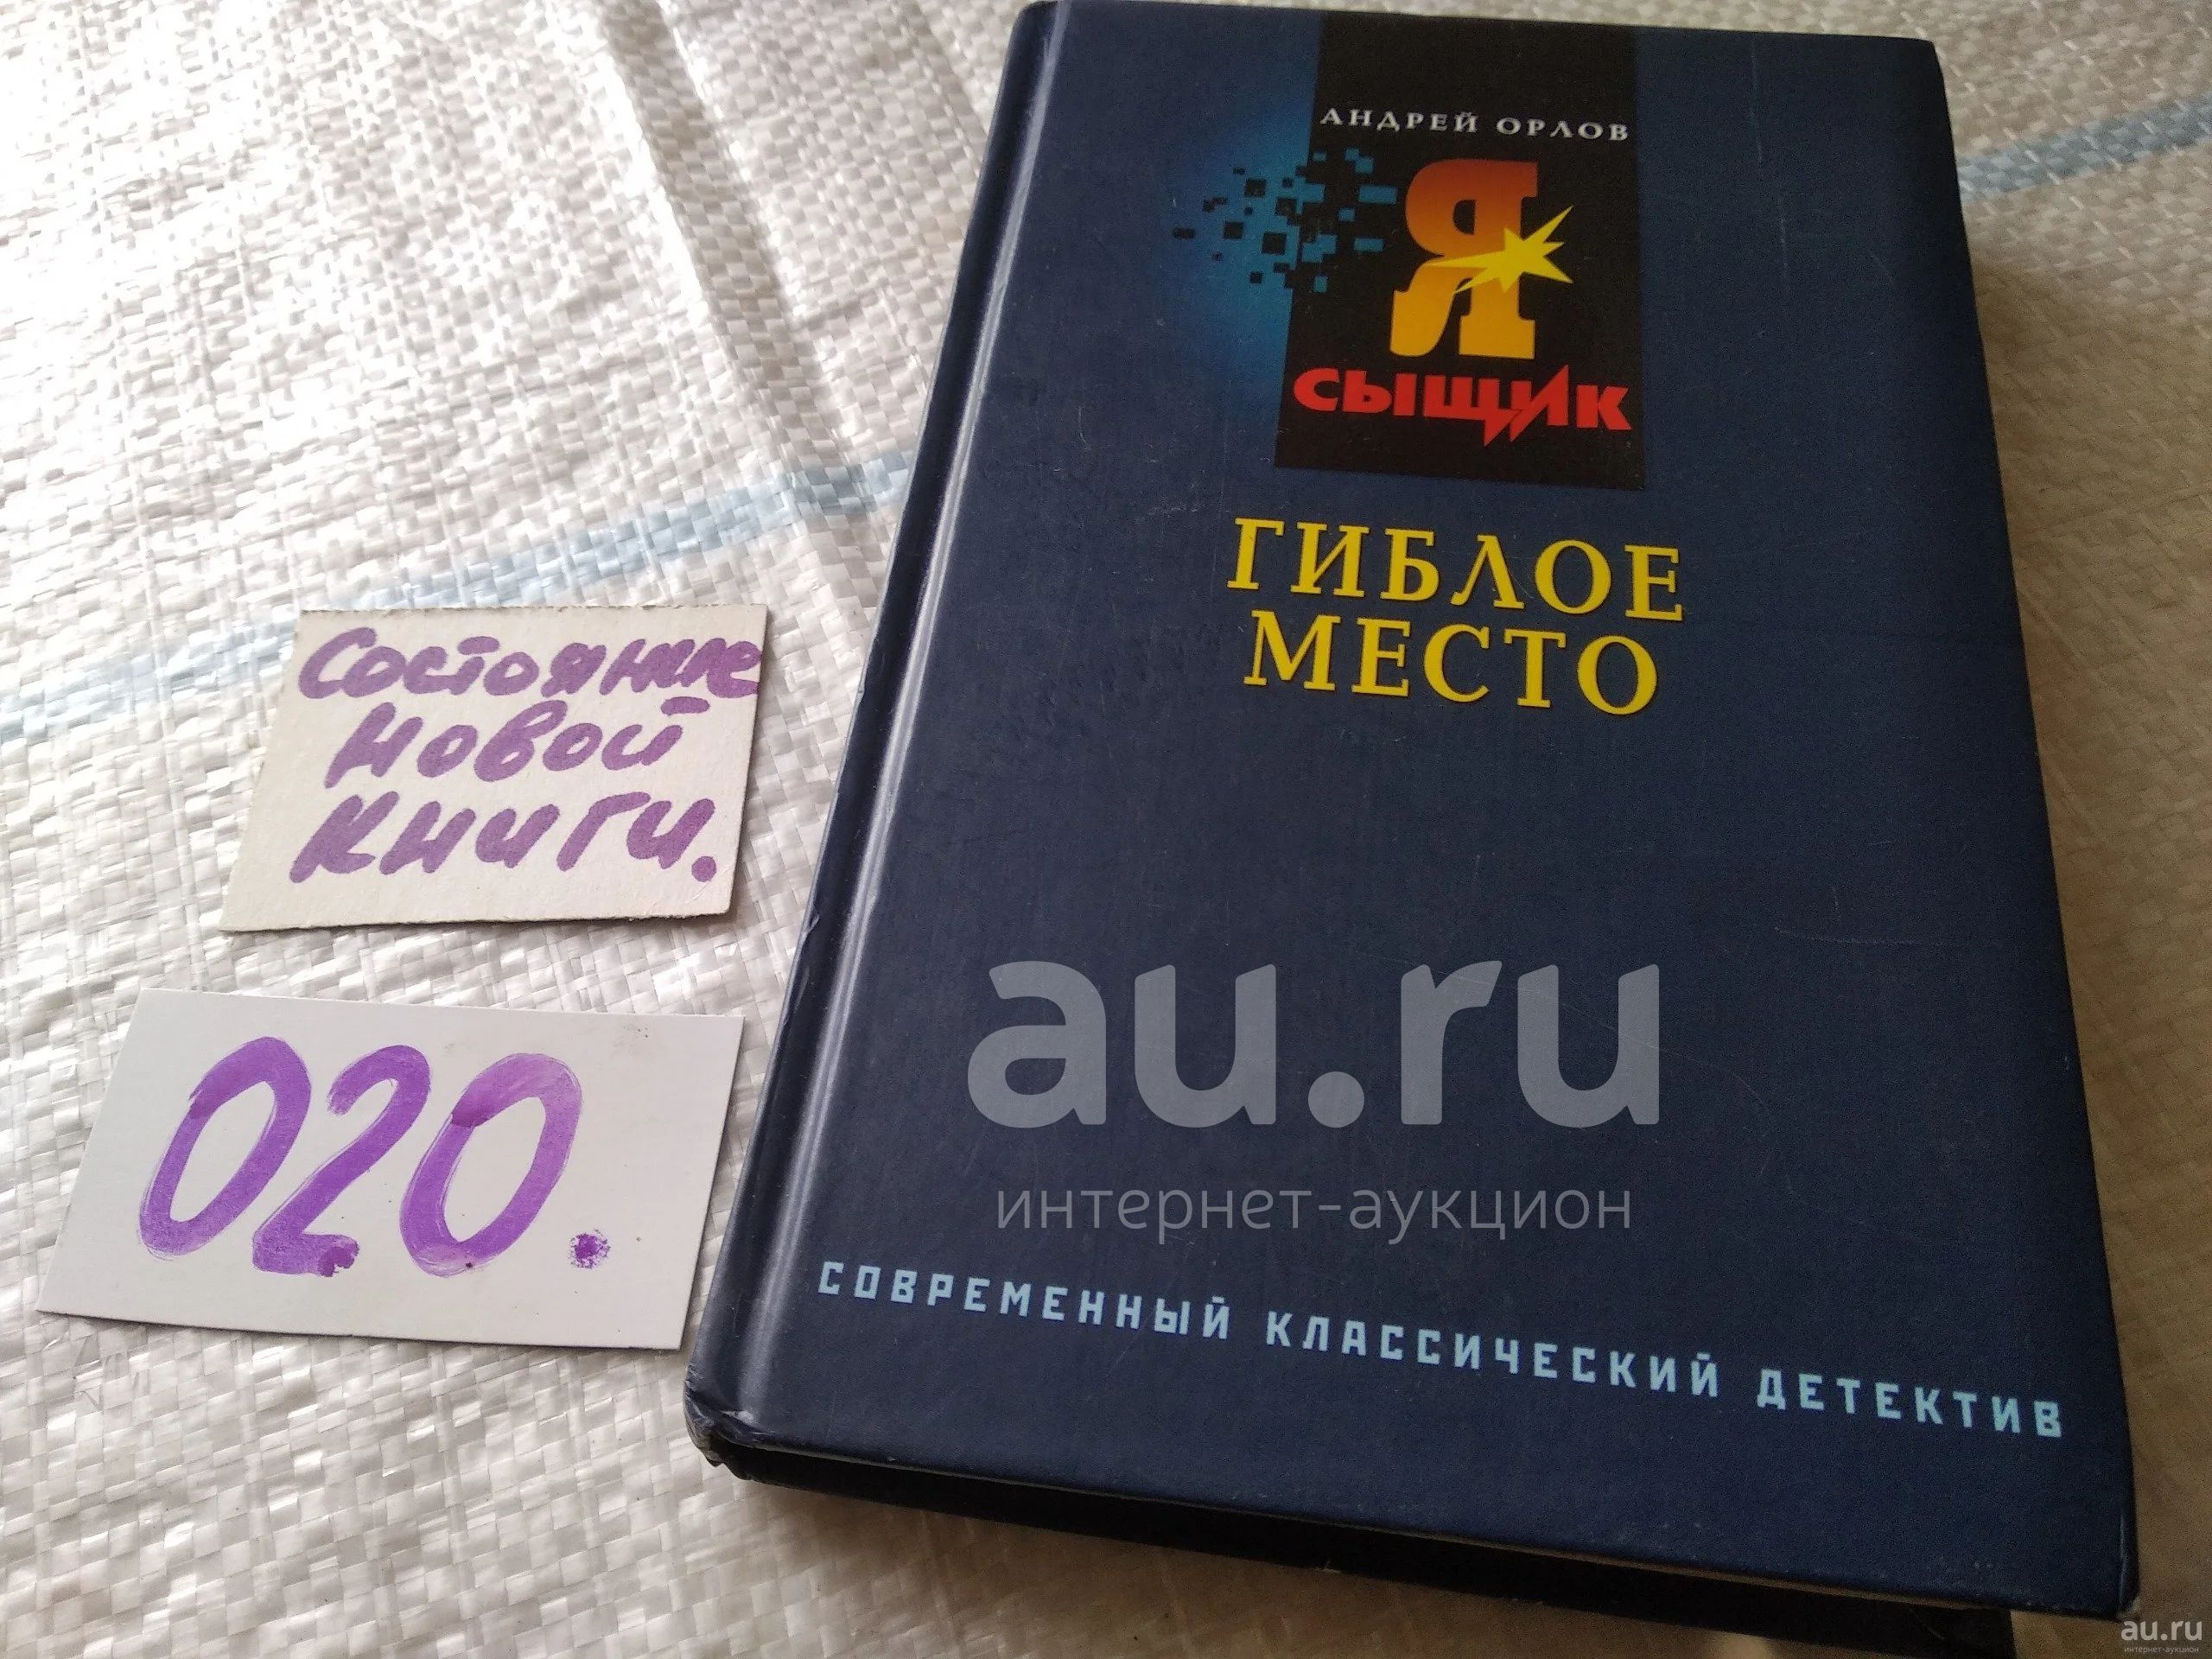 АНДРЕЙ ОРЛОВ
Я
СЫЩИК
ГИБЛОЕ
МЕСТО
Состояние
новой
книги.
020.
au.ru
интернет-аукцион
СОВРЕМЕННЫЙ КЛАССИЧЕСКИЙ ДЕТЕКТИВ
au.ru
интернет-аукцион